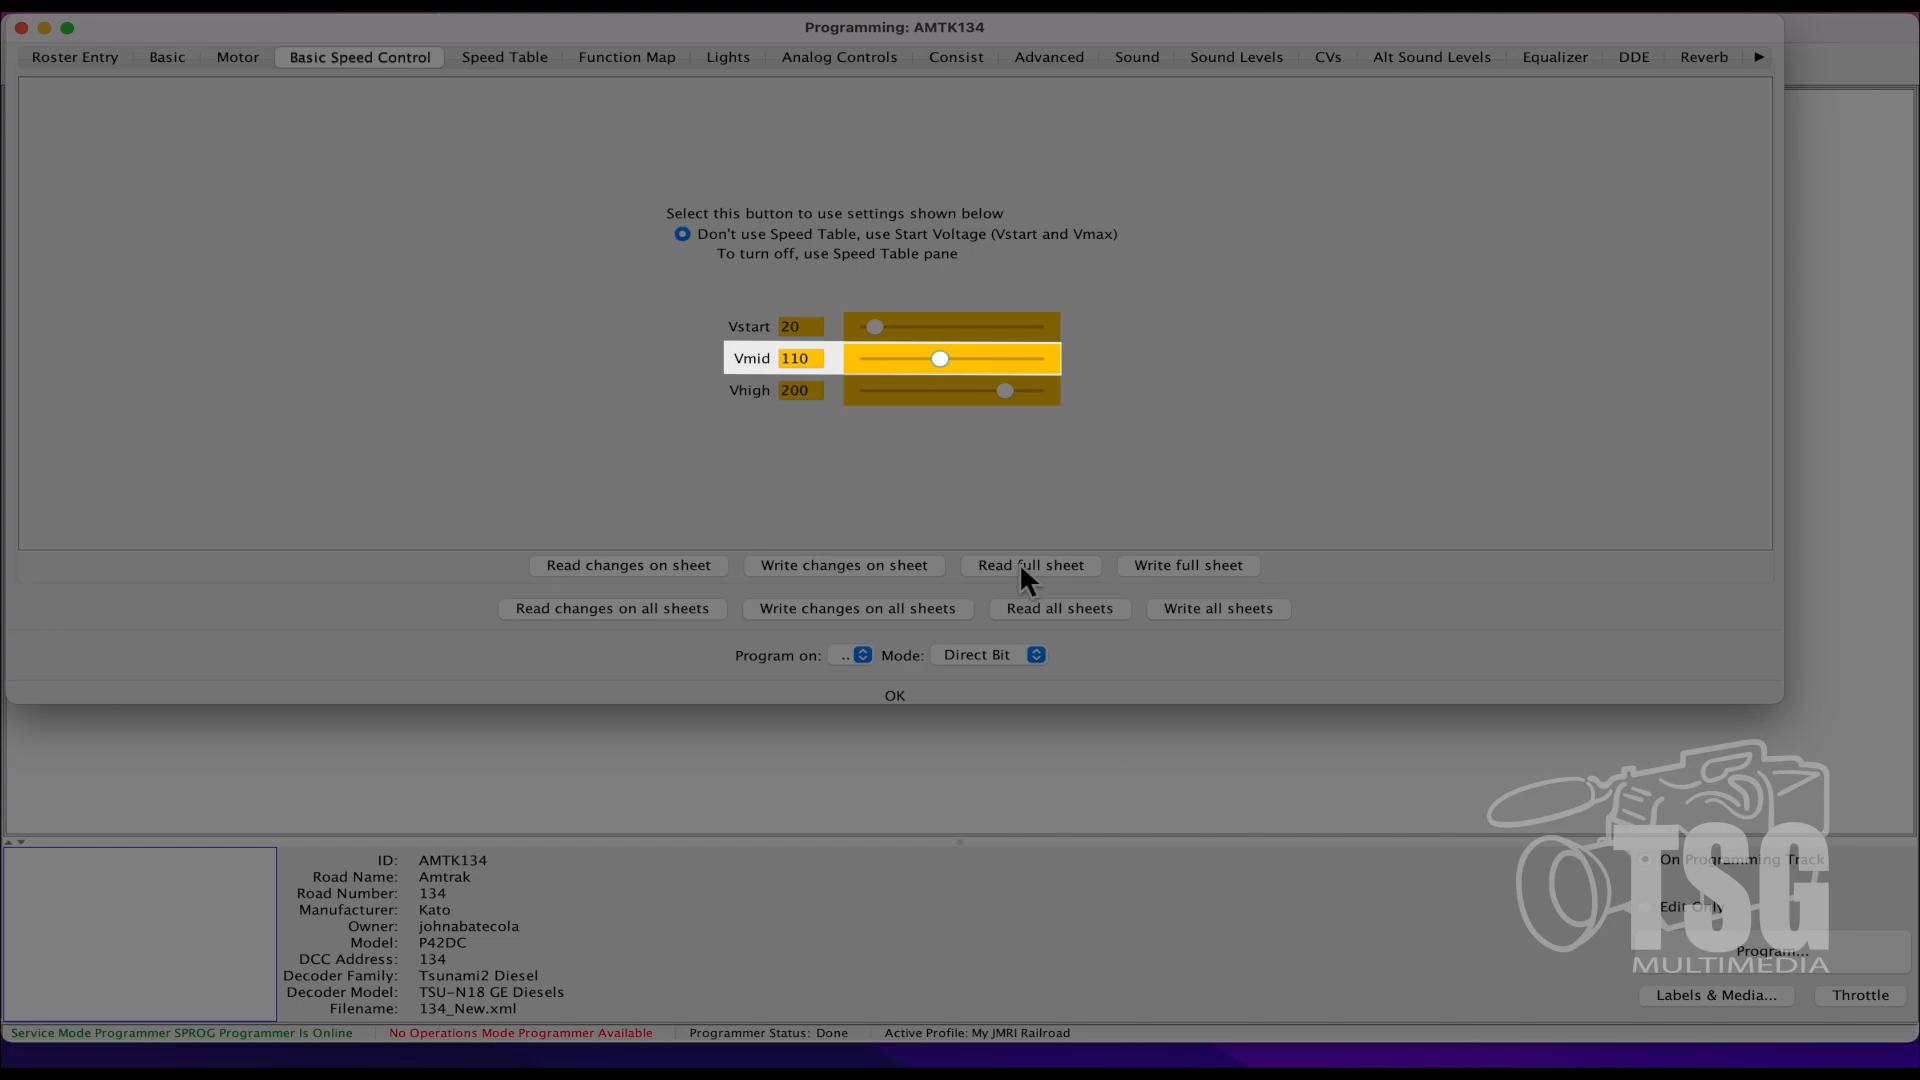 Programming: AMTK134
Roster Entry Basic Motor Basic Speed Control Speed Table Function Map Lights Analog Controls Consist Advanced Sound Sound Levels CVs Alt Sound Levels Equalizer DDE Reverb
Select this button to use settings shown below
Don't use Speed Table, use Start Voltage (Vstart and Vmax)
To turn off, use Speed Table pane
Vstart 20
Vmid 110
Vhigh 200
Read changes on sheet Write changes on sheet Read full sheet Write full sheet
Read changes on all sheets Write changes on all sheets Read all sheets Write all sheets
Program on: .. Mode: Direct Bit
OK
ID: AMTK134
Road Name: Amtrak
Road Number: 134
Manufacturer: Kato
Owner: johnabatecola
Model: P42DC
DCC Address: 134
Decoder Family: Tsunami2 Diesel
Decoder Model: TSU-N18 GE Diesels
Filename: 134_New.xml
On Programming Track
Edit Only
Program...
Labels & Media... Throttle
TSG
MULTIMEDIA
Service Mode Programmer SPROG Programmer Is Online No Operations Mode Programmer Available Programmer Status: Done Active Profile: My JMRI Railroad